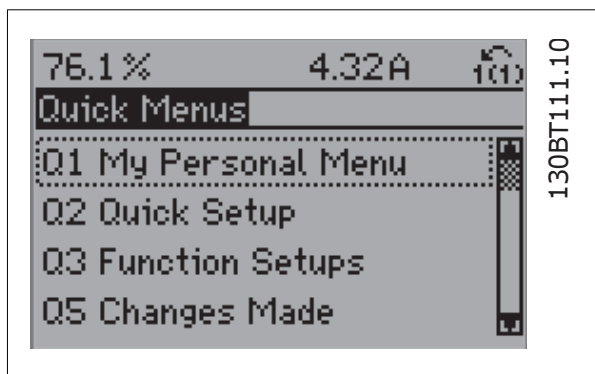 76.1 % 4.32 A 1(1)
Quick Menus
Q1 My Personal Menu
Q2 Quick Setup
Q3 Function Setups
Q5 Changes Made
130BT111.10